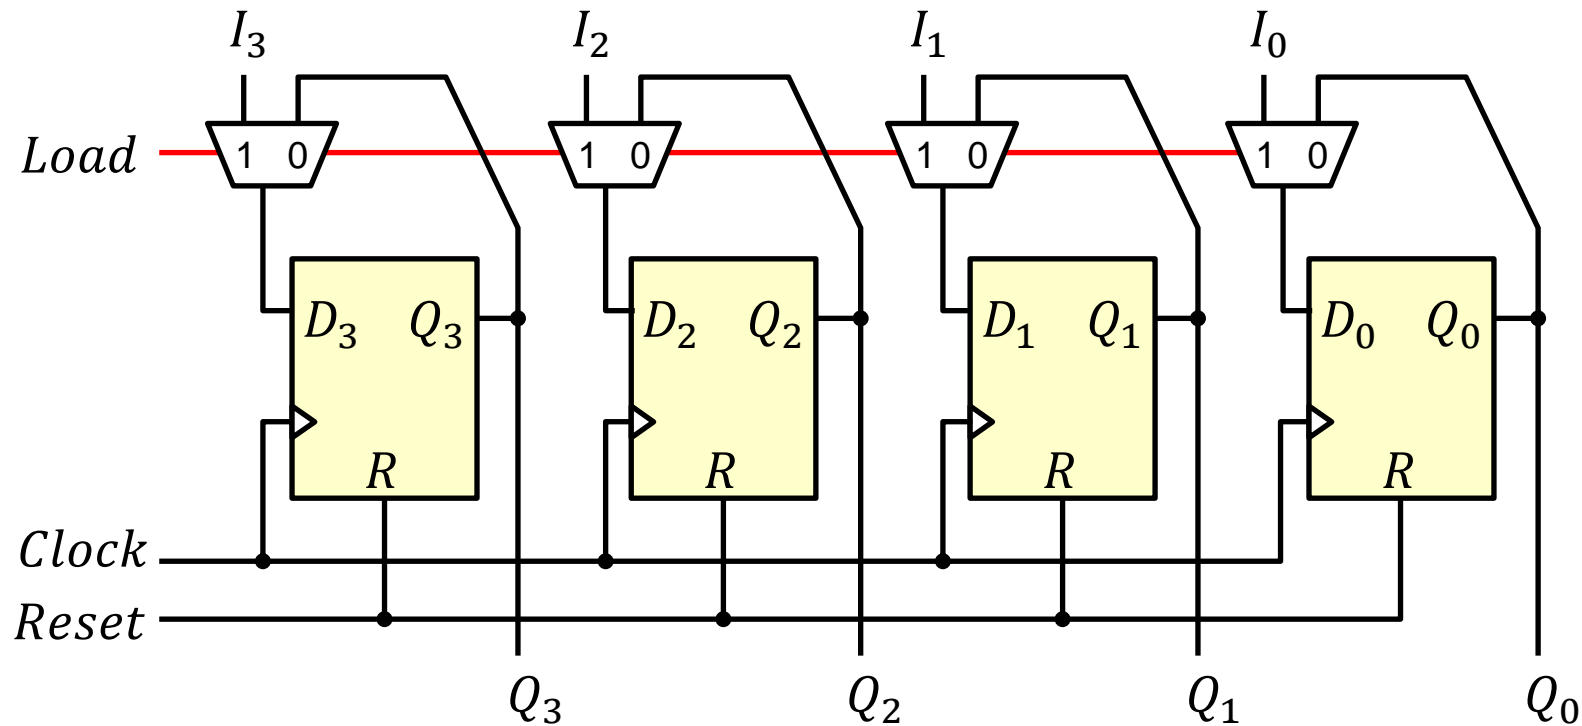 I₃ I₂ I₁ I₀
Load 1 0 1 0 1 0 1 0
D₃ Q₃ D₂ Q₂ D₁ Q₁ D₀ Q₀
R R R R
Clock
Reset
Q₃ Q₂ Q₁ Q₀